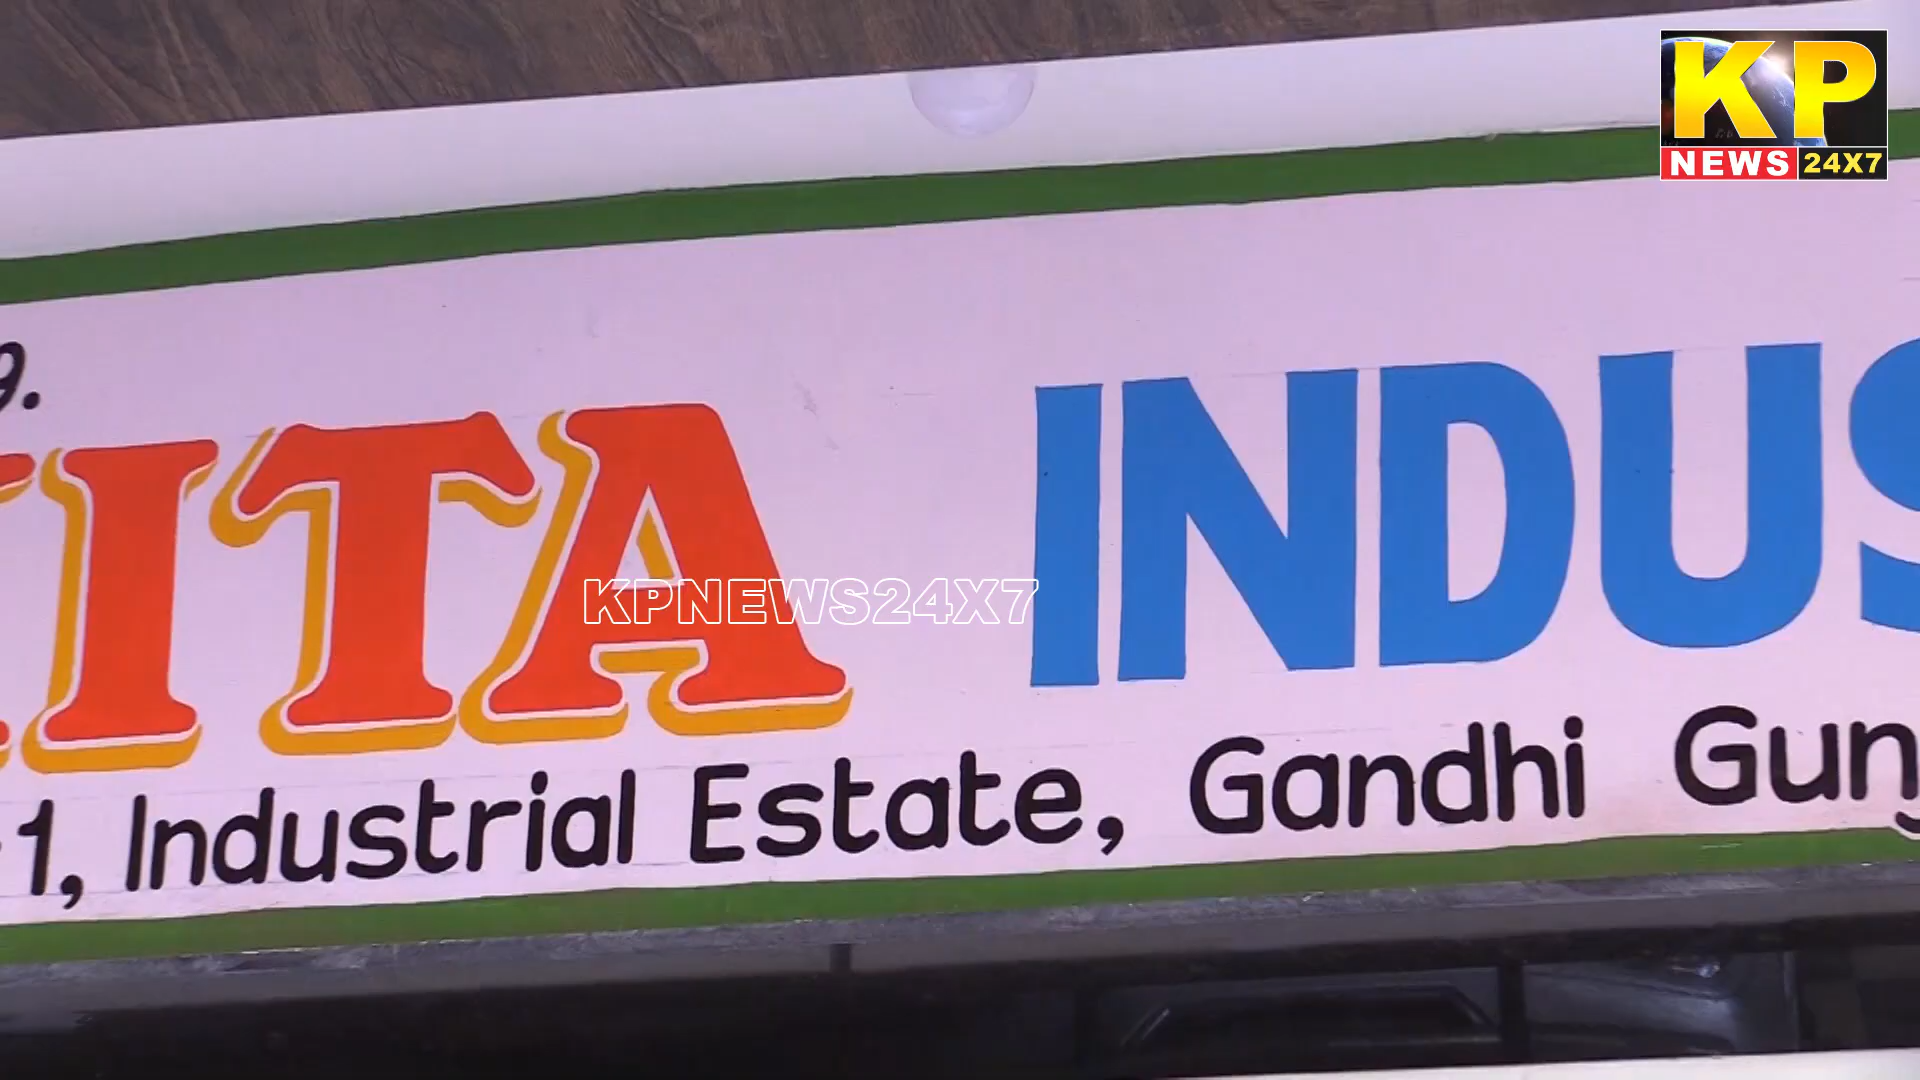 KP
NEWS 24X7
9.
ITA INDUS
1, Industrial Estate, Gandhi Gun
KPNEWS24X7